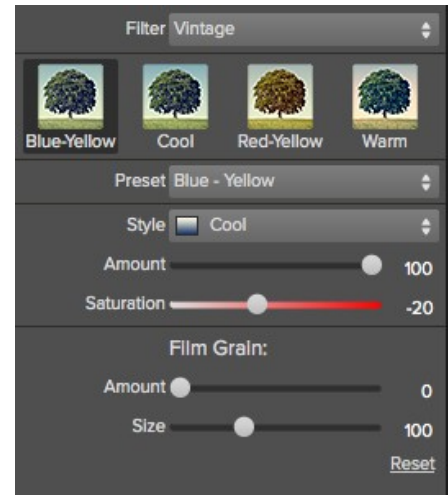 Filter Vintage
Blue-Yellow Cool Red-Yellow Warm
Preset Blue - Yellow
Style Cool
Amount 100
Saturation -20
Film Grain:
Amount 0
Size 100
Reset